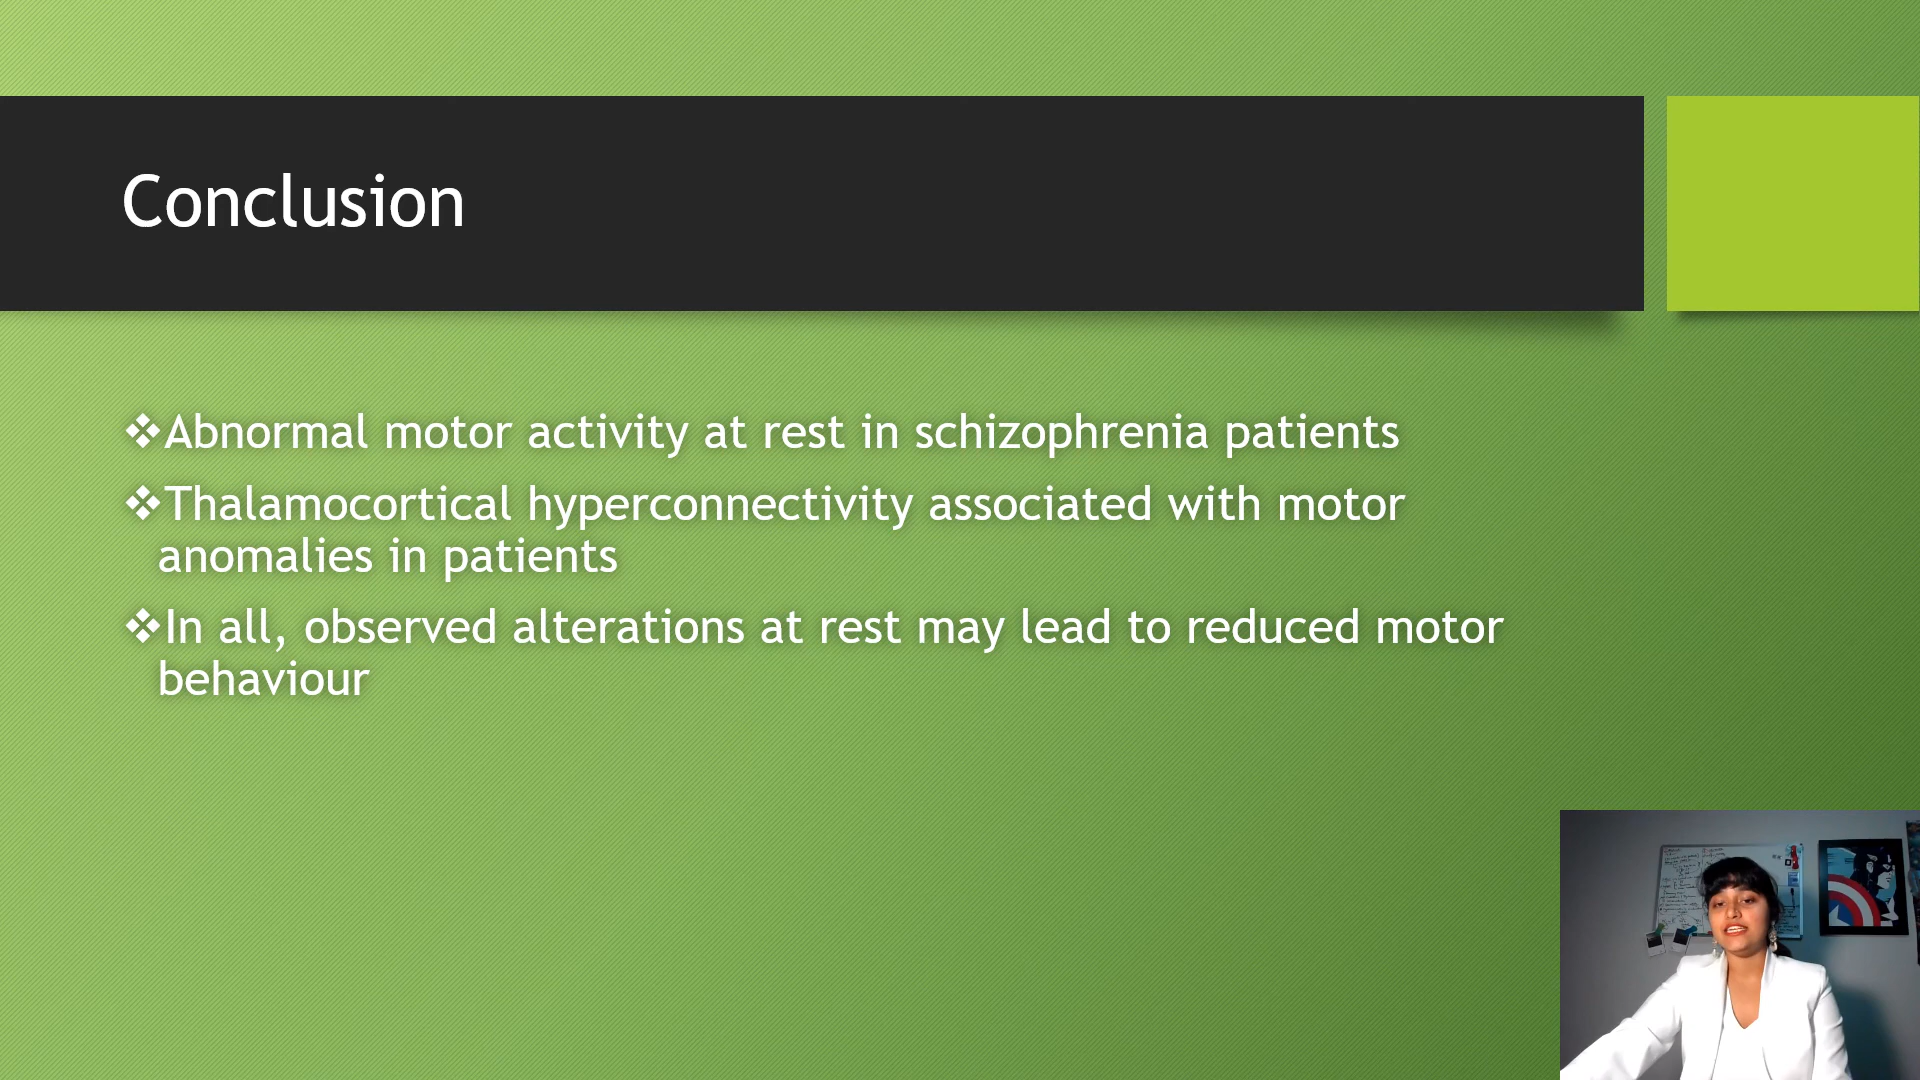 Conclusion
❖Abnormal motor activity at rest in schizophrenia patients
❖Thalamocortical hyperconnectivity associated with motor
anomalies in patients
❖In all, observed alterations at rest may lead to reduced motor
behaviour